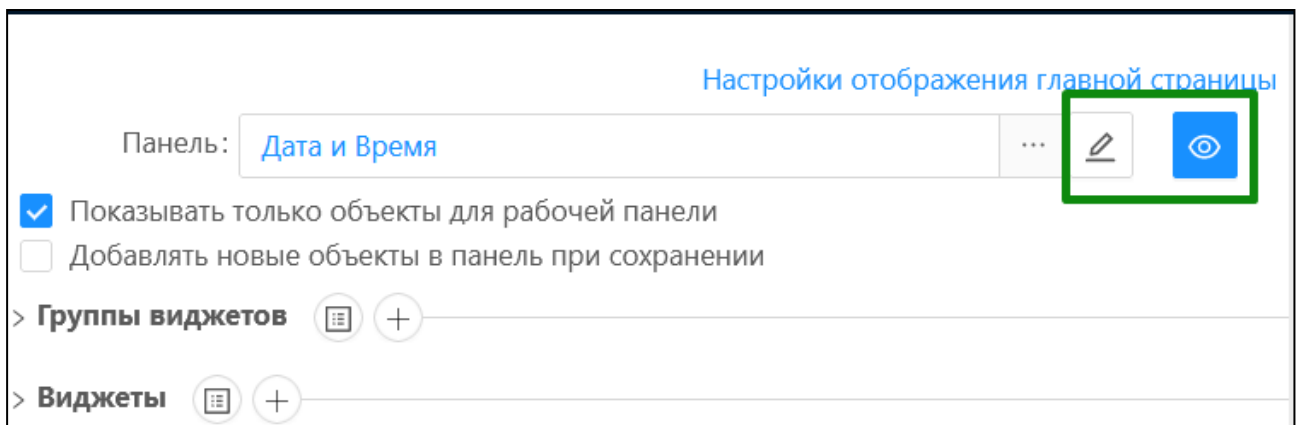 Настройки отображения главной страницы
Панель: Дата и Время ...
Показывать только объекты для рабочей панели
Добавлять новые объекты в панель при сохранении
> Группы виджетов
> Виджеты